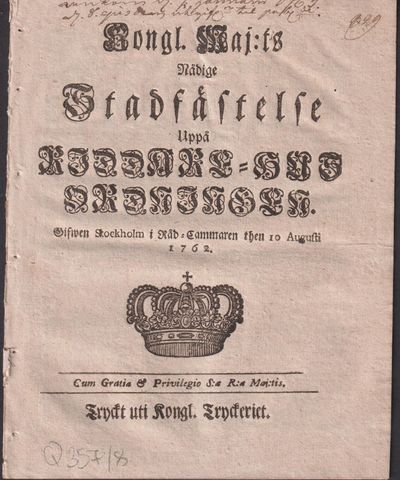 Kongl. Maj:ts
Nådige
Stadfästelse
Uppå
RIDDARE-HUS
ORDNINGEN.
Gifwen Stockholm i Råd-Cammaren then 10 Augusti
1762.
Cum Gratia & Privilegio S:æ R:æ Maj:tis.
Tryckt uti Kongl. Tryckeriet.